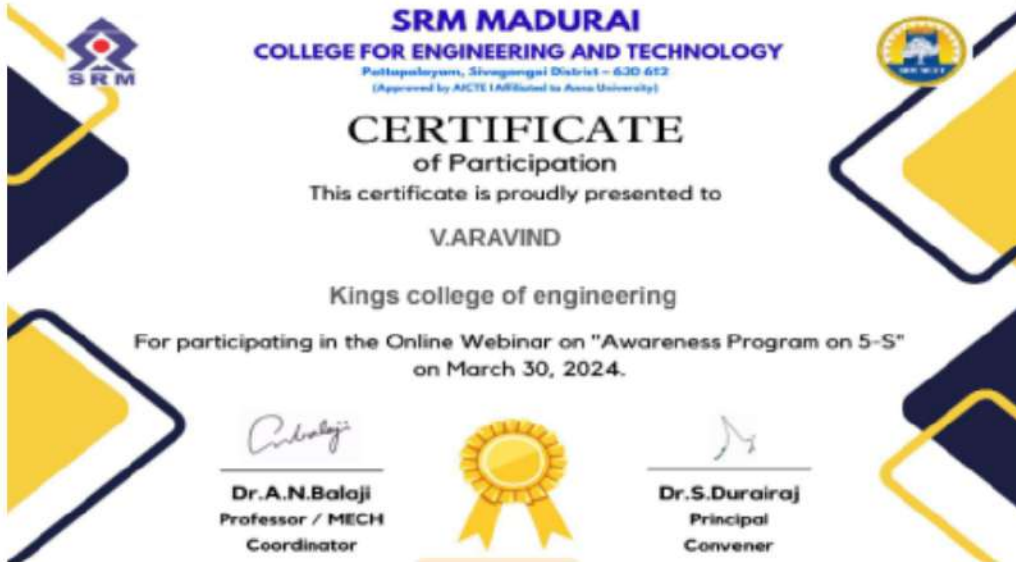 SRM MADURAI
COLLEGE FOR ENGINEERING AND TECHNOLOGY
Pottapalayam, Sivagangai District - 630 612
(Approved by AICTE I Affiliated to Anna University)
SRM
CERTIFICATE
of Participation
This certificate is proudly presented to
V.ARAVIND
Kings college of engineering
For participating in the Online Webinar on "Awareness Program on 5-S"
on March 30, 2024.
Dr.A.N.Balaji
Professor / MECH
Coordinator
Dr.S.Durairaj
Principal
Convener